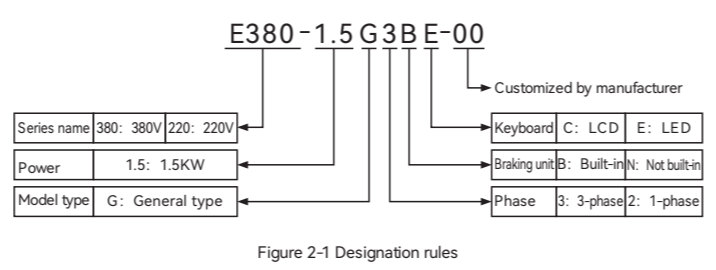 E380-1.5G3BE-00
Customized by manufacturer
Series name 380: 380V 220: 220V
Keyboard C: LCD E: LED
Power 1.5: 1.5KW
Braking unit B: Built-in N: Not built-in
Model type G: General type
Phase 3: 3-phase 2: 1-phase
Figure 2-1 Designation rules